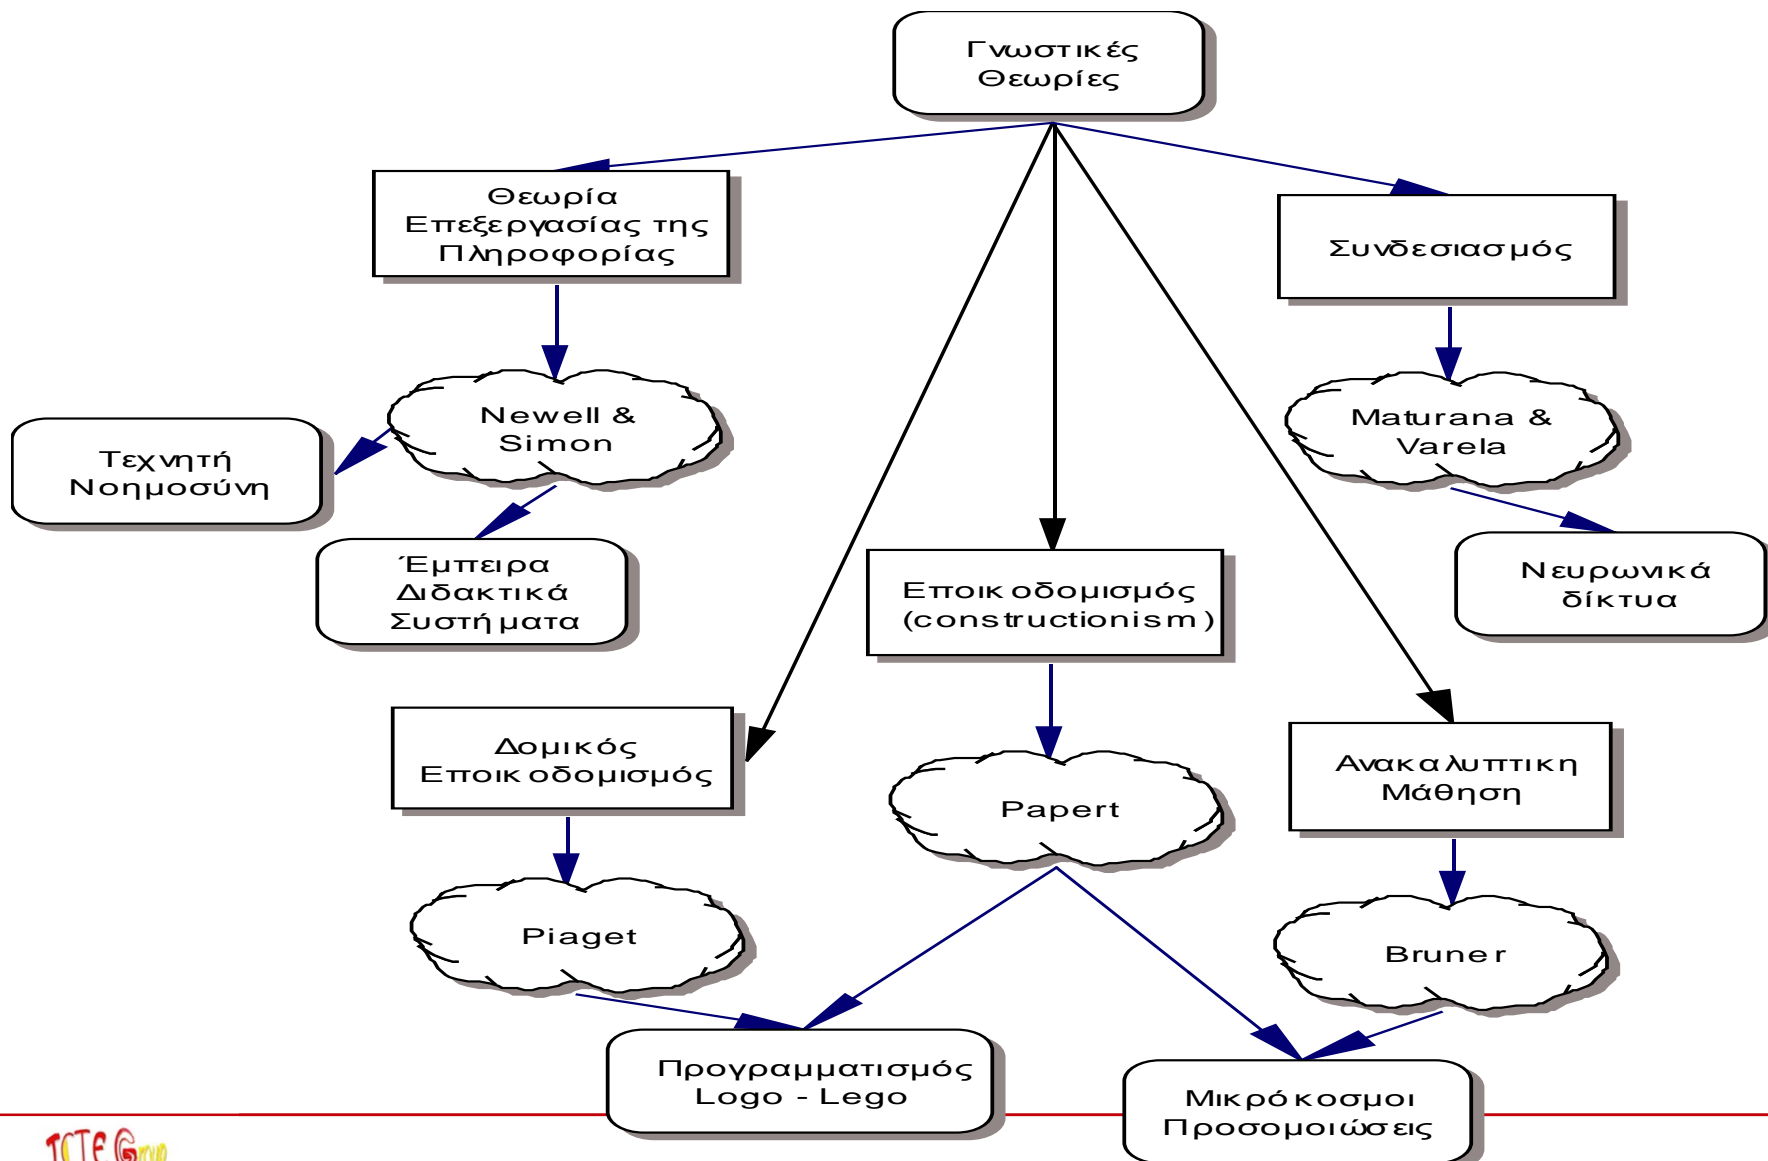 Γνωστικές
Θεωρίες
Θεωρία
Επεξεργασίας της
Πληροφορίας
Συνδεσιασμός
Newell &
Simon
Maturana &
Varela
Τεχνητή
Νοημοσύνη
Έμπειρα
Διδακτικά
Συστήματα
Εποικοδομισμός
(constructionism)
Νευρωνικά
δίκτυα
Δομικός
Εποικοδομισμός
Ανακαλυπτικη
Μάθηση
Papert
Piaget
Bruner
Προγραμματισμός
Logo - Lego
Μικρόκοσμοι
Προσομοιώσεις
Group